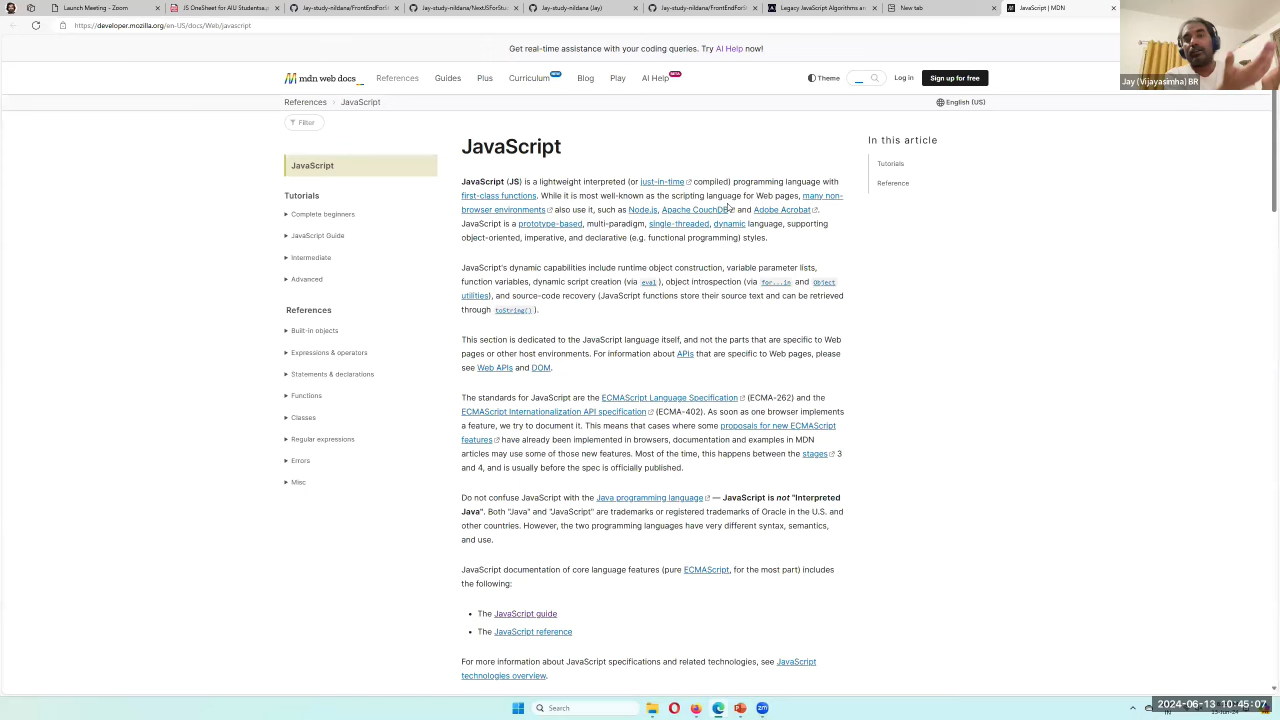 Launch Meeting - Zoom
JS OneSheet for AIU Students.
Jay-study-nildana/FrontEndForS
Jay-study-nildana/NextJSForStu
Jay-study-nildana (Jay)
Jay-study-nildana/FrontEndForS
Legacy JavaScript Algorithms an
New tab
JavaScript | MDN
https://developer.mozilla.org/en-US/docs/Web/javascript
Get real-time assistance with your coding queries. Try AI Help now!
mdn web docs
References
Guides
Plus
Curriculum NEW
Blog
Play
AI Help BETA
Theme
Log in
Sign up for free
Jay (Vijayasimha) BR
References
JavaScript
English (US)
Filter
JavaScript
Tutorials
Complete beginners
JavaScript Guide
Intermediate
Advanced
References
Built-in objects
Expressions & operators
Statements & declarations
Functions
Classes
Regular expressions
Errors
Misc
JavaScript
JavaScript (JS) is a lightweight interpreted (or just-in-time compiled) programming language with
first-class functions. While it is most well-known as the scripting language for Web pages, many non-
browser environments also use it, such as Node.js, Apache CouchDB and Adobe Acrobat.
JavaScript is a prototype-based, multi-paradigm, single-threaded, dynamic language, supporting
object-oriented, imperative, and declarative (e.g. functional programming) styles.
JavaScript's dynamic capabilities include runtime object construction, variable parameter lists,
function variables, dynamic script creation (via eval), object introspection (via for...in and Object
utilities), and source-code recovery (JavaScript functions store their source text and can be retrieved
through toString()).
This section is dedicated to the JavaScript language itself, and not the parts that are specific to Web
pages or other host environments. For information about APIs that are specific to Web pages, please
see Web APIs and DOM.
The standards for JavaScript are the ECMAScript Language Specification (ECMA-262) and the
ECMAScript Internationalization API specification (ECMA-402). As soon as one browser implements
a feature, we try to document it. This means that cases where some proposals for new ECMAScript
features have already been implemented in browsers, documentation and examples in MDN
articles may use some of those new features. Most of the time, this happens between the stages 3
and 4, and is usually before the spec is officially published.
Do not confuse JavaScript with the Java programming language — JavaScript is not "Interpreted
Java". Both "Java" and "JavaScript" are trademarks or registered trademarks of Oracle in the U.S. and
other countries. However, the two programming languages have very different syntax, semantics,
and use.
JavaScript documentation of core language features (pure ECMAScript, for the most part) includes
the following:
The JavaScript guide
The JavaScript reference
For more information about JavaScript specifications and related technologies, see JavaScript
technologies overview.
In this article
Tutorials
Reference
Search
2024-06-13 10:45:07